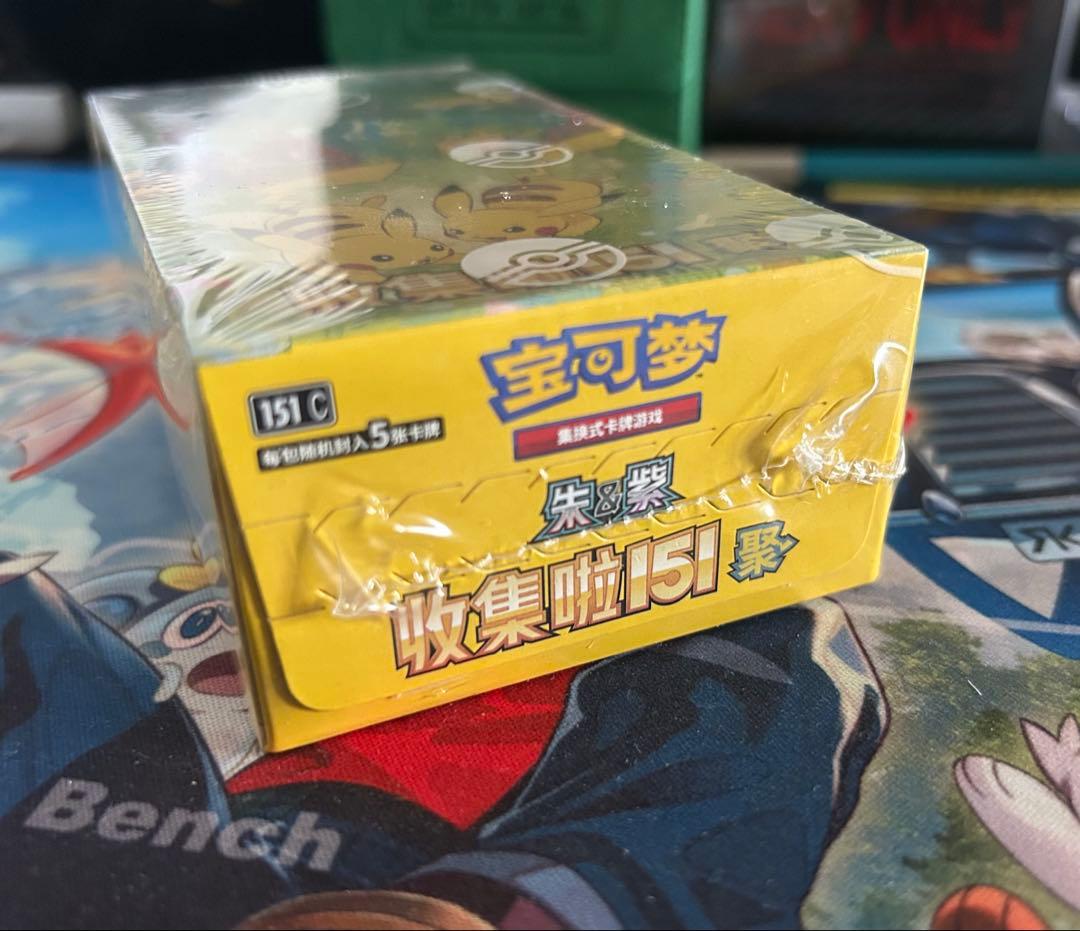 宝可梦
集换式卡牌游戏
151 C
每包随机封入5张卡牌
朱&紫
收集啦151 聚
Bench